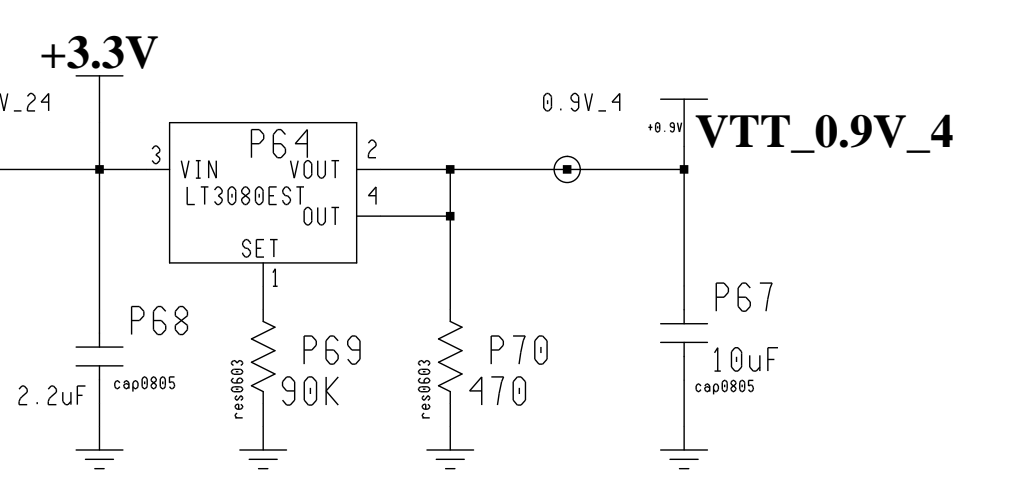 +3.3V
V_24
0.9V_4
+0.9V
VTT_0.9V_4
P64
3
VIN
VOUT
2
LT3080EST
4
OUT
SET
1
P68
2.2uF
cap0805
P69
90K
res0603
P70
470
res0603
P67
10uF
cap0805